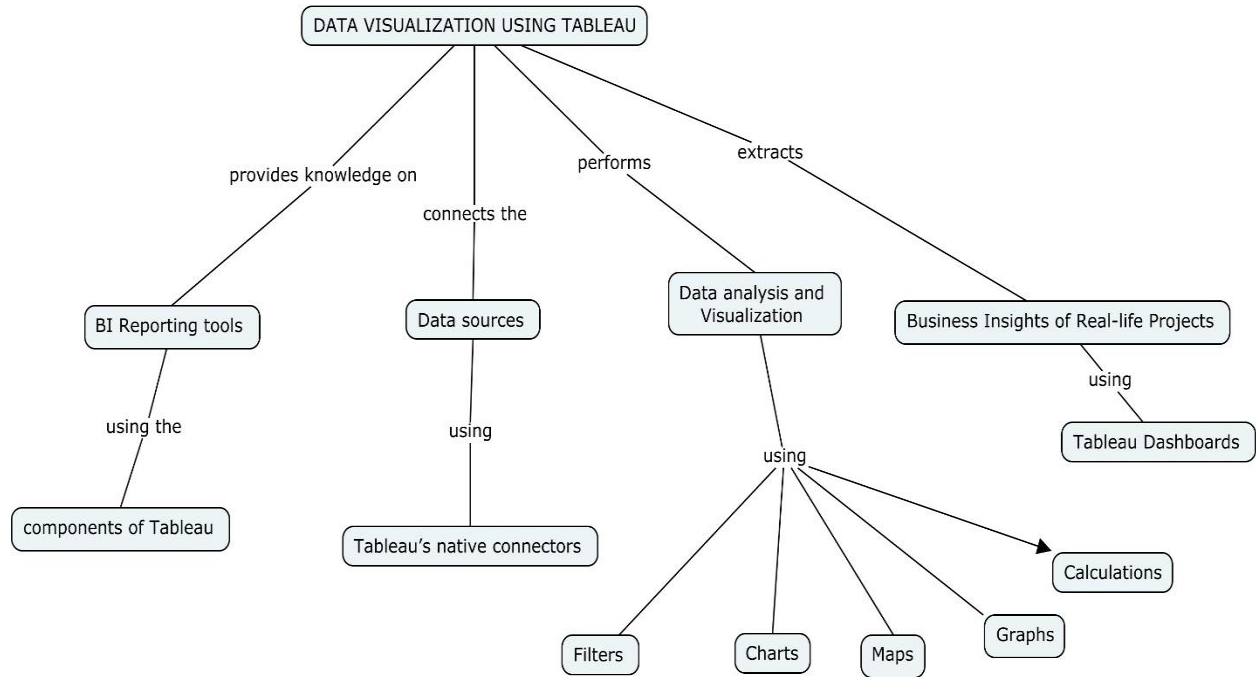 DATA VISUALIZATION USING TABLEAU
provides knowledge on
connects the
performs
extracts
BI Reporting tools
Data sources
Data analysis and
Visualization
Business Insights of Real-life Projects
using the
using
using
using
components of Tableau
Tableau's native connectors
Tableau Dashboards
Filters
Charts
Maps
Graphs
Calculations